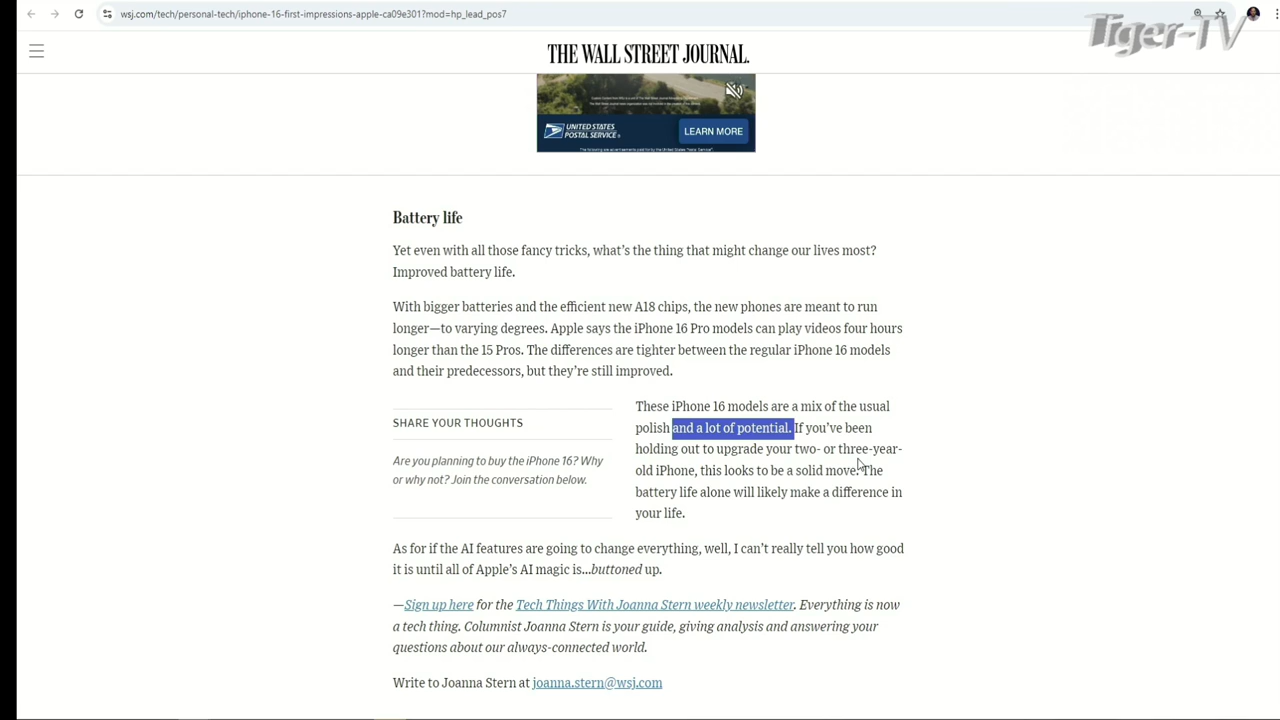 wsj.com/tech/personal-tech/iphone-16-first-impressions-apple-ca09e301?mod=hp_lead_pos7
Tiger-TV
THE WALL STREET JOURNAL.
UNITED STATES
POSTAL SERVICE
LEARN MORE
Battery life
Yet even with all those fancy tricks, what's the thing that might change our lives most?
Improved battery life.
With bigger batteries and the efficient new A18 chips, the new phones are meant to run
longer—to varying degrees. Apple says the iPhone 16 Pro models can play videos four hours
longer than the 15 Pros. The differences are tighter between the regular iPhone 16 models
and their predecessors, but they're still improved.
SHARE YOUR THOUGHTS
Are you planning to buy the iPhone 16? Why
or why not? Join the conversation below.
These iPhone 16 models are a mix of the usual
polish and a lot of potential. If you've been
holding out to upgrade your two- or three-year-
old iPhone, this looks to be a solid move. The
battery life alone will likely make a difference in
your life.
As for if the AI features are going to change everything, well, I can't really tell you how good
it is until all of Apple's AI magic is…buttoned up.
—Sign up here for the Tech Things With Joanna Stern weekly newsletter. Everything is now
a tech thing. Columnist Joanna Stern is your guide, giving analysis and answering your
questions about our always-connected world.
Write to Joanna Stern at joanna.stern@wsj.com